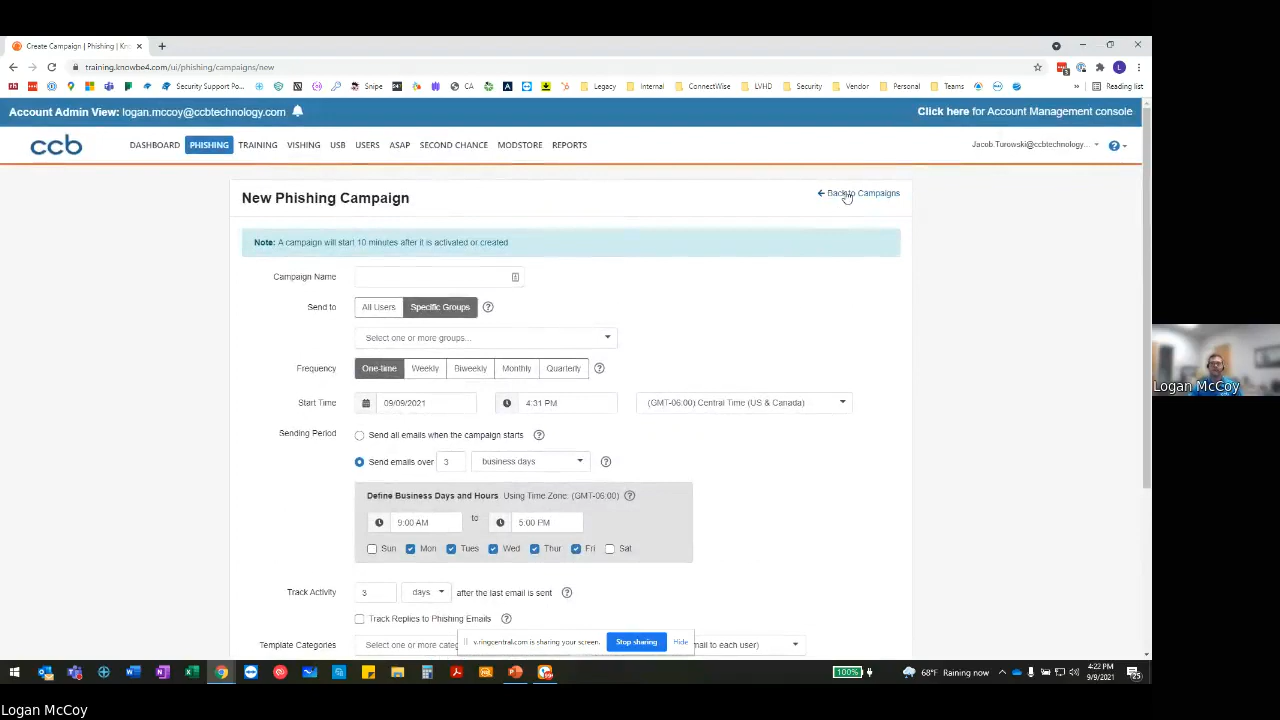 Create Campaign | Phishing | Kn
training.knowbe4.com/ui/phishing/campaigns/new
Security Support Po...
Snipe
CA
Legacy
Internal
ConnectWise
LVHD
Security
Vendor
Personal
Teams
Reading list
Account Admin View: logan.mccoy@ccbtechnology.com
Click here for Account Management console
ccb
DASHBOARD PHISHING TRAINING VISHING USB USERS ASAP SECOND CHANCE MODSTORE REPORTS
Jacob.Turowski@ccbtechnology...
New Phishing Campaign
Back to Campaigns
Note: A campaign will start 10 minutes after it is activated or created
Campaign Name
Send to All Users Specific Groups
Select one or more groups...
Frequency One-time Weekly Biweekly Monthly Quarterly
Start Time 09/09/2021 4:31 PM (GMT-06:00) Central Time (US & Canada)
Sending Period Send all emails when the campaign starts
Send emails over 3 business days
Define Business Days and Hours Using Time Zone: (GMT-06:00)
9:00 AM to 5:00 PM
Sun Mon Tues Wed Thur Fri Sat
Track Activity 3 days after the last email is sent
Track Replies to Phishing Emails
Template Categories Select one or more categ
mail to each user)
v.ringcentral.com is sharing your screen. Stop sharing Hide
100%
68°F Raining now
4:22 PM
9/9/2021
Logan McCoy
Logan McCoy